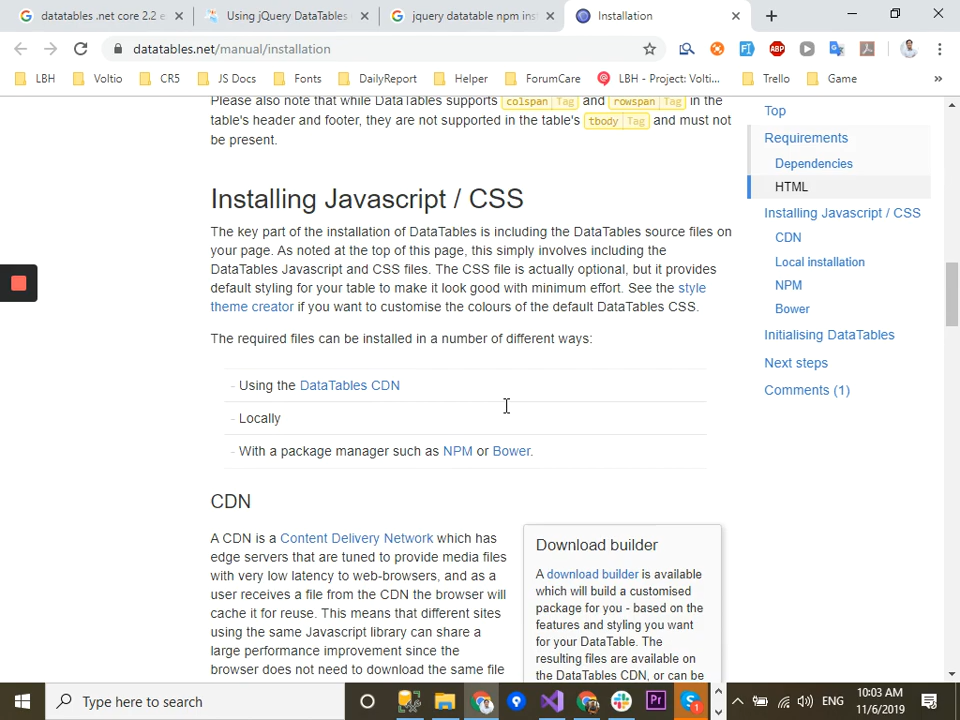 datatables .net core 2.2 e
Using jQuery DataTables
jquery datatable npm inst
Installation
datatables.net/manual/installation
LBH
Voltio
CR5
JS Docs
Fonts
DailyReport
Helper
ForumCare
LBH - Project: Volti...
Trello
Game
»
Please also note that while DataTables supports colspan Tag and rowspan Tag in the
table's header and footer, they are not supported in the table's tbody Tag and must not
be present.
Installing Javascript / CSS
The key part of the installation of DataTables is including the DataTables source files on
your page. As noted at the top of this page, this simply involves including the
DataTables Javascript and CSS files. The CSS file is actually optional, but it provides
default styling for your table to make it look good with minimum effort. See the style
theme creator if you want to customise the colours of the default DataTables CSS.
The required files can be installed in a number of different ways:
- Using the DataTables CDN
- Locally
- With a package manager such as NPM or Bower.
CDN
A CDN is a Content Delivery Network which has
edge servers that are tuned to provide media files
with very low latency to web-browsers, and as a
user receives a file from the CDN the browser will
cache it for reuse. This means that different sites
using the same Javascript library can share a
large performance improvement since the
browser does not need to download the same file
Download builder
A download builder is available
which will build a customised
package for you - based on the
features and styling you want
for your DataTable. The
resulting files are available on
the DataTables CDN, or can be
Top
Requirements
Dependencies
HTML
Installing Javascript / CSS
CDN
Local installation
NPM
Bower
Initialising DataTables
Next steps
Comments (1)
Type here to search
ENG
10:03 AM
11/6/2019